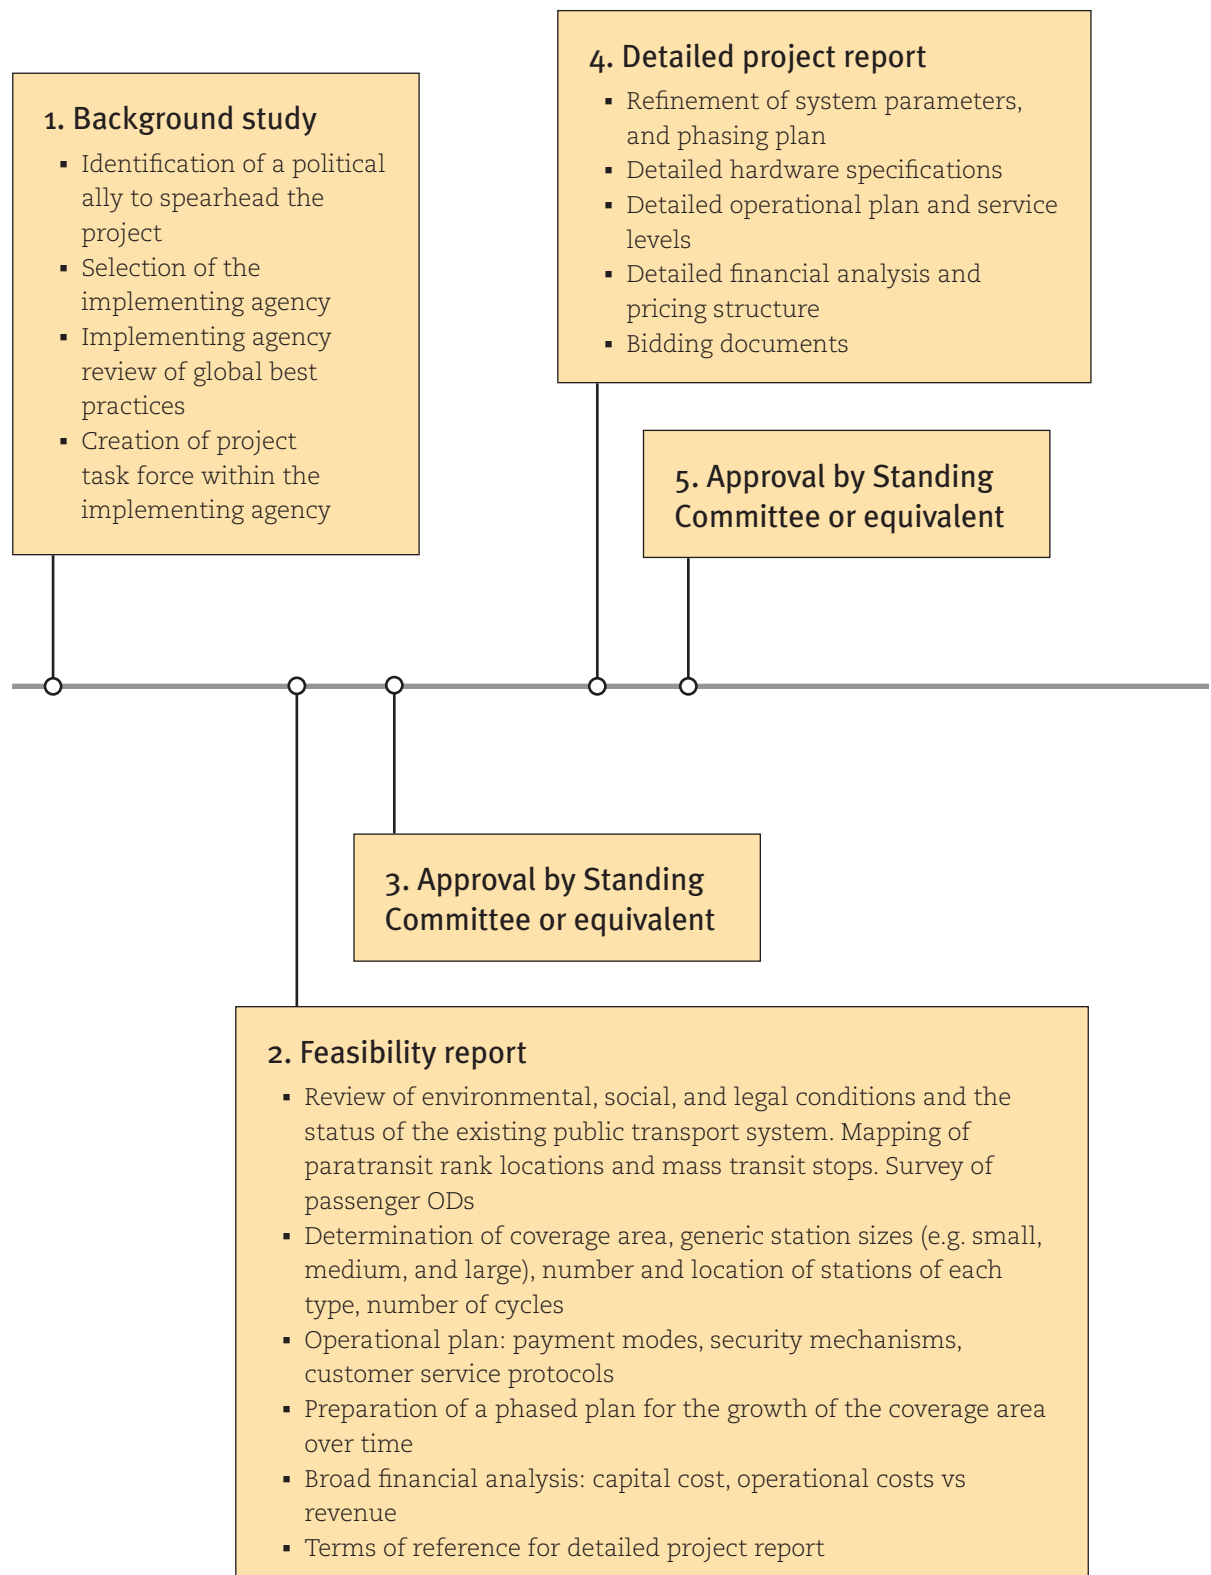 1. Background study
▪ Identification of a political
ally to spearhead the
project
▪ Selection of the
implementing agency
▪ Implementing agency
review of global best
practices
▪ Creation of project
task force within the
implementing agency
2. Feasibility report
▪ Review of environmental, social, and legal conditions and the
status of the existing public transport system. Mapping of
paratransit rank locations and mass transit stops. Survey of
passenger ODs
▪ Determination of coverage area, generic station sizes (e.g. small,
medium, and large), number and location of stations of each
type, number of cycles
▪ Operational plan: payment modes, security mechanisms,
customer service protocols
▪ Preparation of a phased plan for the growth of the coverage area
over time
▪ Broad financial analysis: capital cost, operational costs vs
revenue
▪ Terms of reference for detailed project report
3. Approval by Standing
Committee or equivalent
4. Detailed project report
▪ Refinement of system parameters,
and phasing plan
▪ Detailed hardware specifications
▪ Detailed operational plan and service
levels
▪ Detailed financial analysis and
pricing structure
▪ Bidding documents
5. Approval by Standing
Committee or equivalent